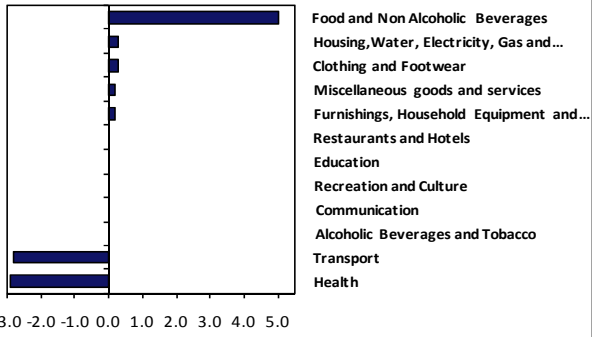 Food and Non Alcoholic Beverages
Housing,Water, Electricity, Gas and...
Clothing and Footwear
Miscellaneous goods and services
Furnishings, Household Equipment and...
Restaurants and Hotels
Education
Recreation and Culture
Communication
Alcoholic Beverages and Tobacco
Transport
Health
3.0 -2.0 -1.0 0.0 1.0 2.0 3.0 4.0 5.0